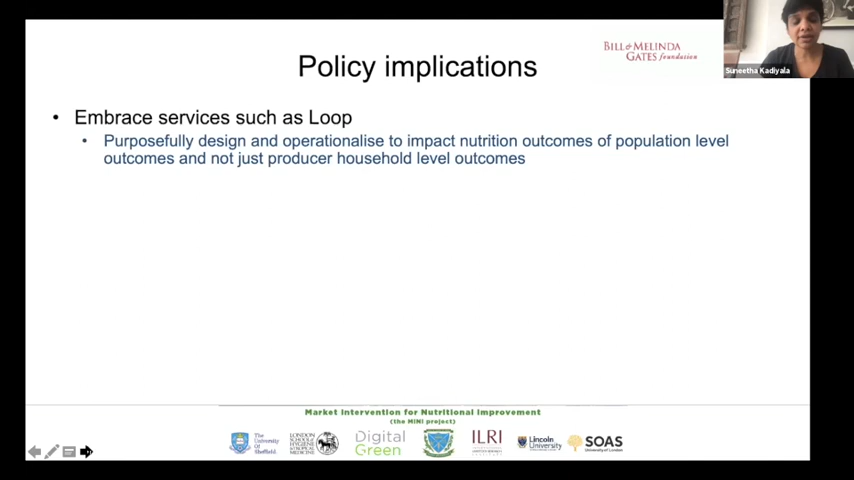 BILL & MELINDA
GATES foundation
Suneetha Kadiyala
Policy implications
• Embrace services such as Loop
• Purposefully design and operationalise to impact nutrition outcomes of population level
outcomes and not just producer household level outcomes
Market Intervention for Nutritional Improvement
(the MINI project)
The
University
Of
Sheffield.
LONDON
SCHOOL of
HYGIENE
& TROPICAL
MEDICINE
Digital
Green
ILRI
Lincoln
University
SOAS
University of London